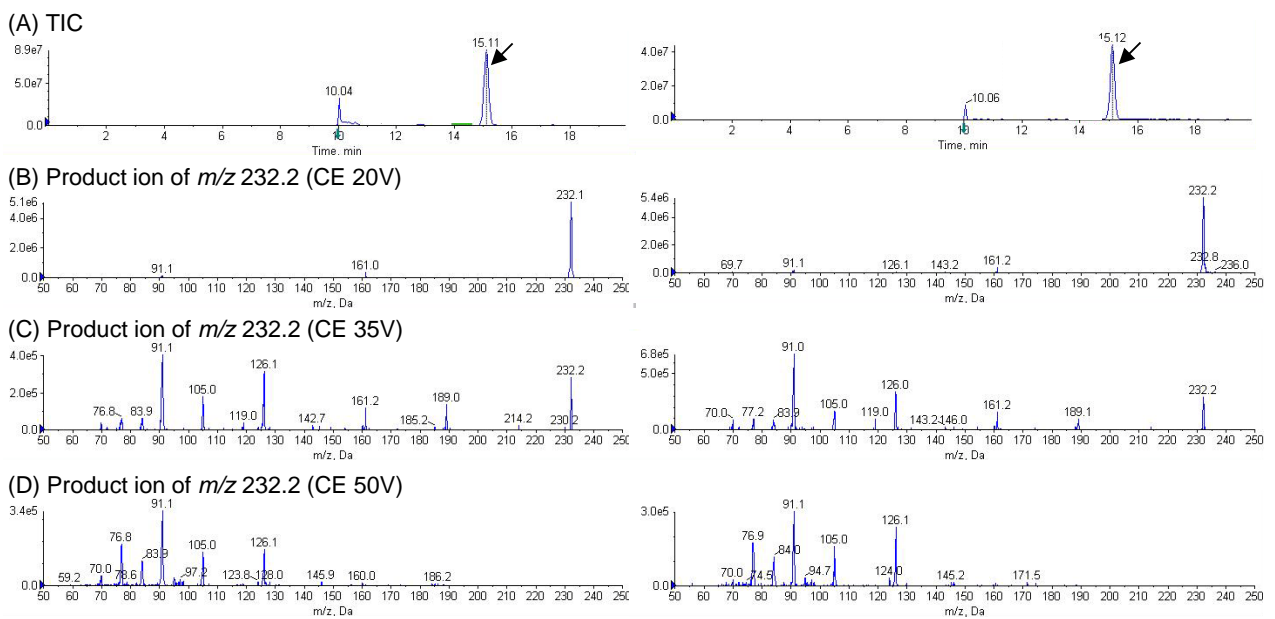 (A) TIC
8.9e7 5.0e7 0.0 10.04 15.11
2 4 6 8 10 12 14 16 18
Time, min
4.0e7 2.0e7 0.0 10.06 15.12
2 4 6 8 10 12 14 16 18
Time, min
(B) Product ion of m/z 232.2 (CE 20V)
5.1e6 4.0e6 2.0e6 0.0 91.1 161.0 232.1
50 60 70 80 90 100 110 120 130 140 150 160 170 180 190 200 210 220 230 240 250
m/z, Da
5.4e6 4.0e6 2.0e6 0.0 69.7 91.1 126.1 143.2 161.2 232.2 232.8 236.0
50 60 70 80 90 100 110 120 130 140 150 160 170 180 190 200 210 220 230 240 250
m/z, Da
(C) Product ion of m/z 232.2 (CE 35V)
4.0e5 2.0e5 0.0 76.8 83.9 91.1 105.0 119.0 126.1 142.7 161.2 185.2 189.0 214.2 230.2 232.2
50 60 70 80 90 100 110 120 130 140 150 160 170 180 190 200 210 220 230 240 250
m/z, Da
6.8e5 5.0e5 0.0 70.0 77.2 83.9 91.0 105.0 119.0 126.0 143.2 146.0 161.2 189.1 232.2
50 60 70 80 90 100 110 120 130 140 150 160 170 180 190 200 210 220 230 240 250
m/z, Da
(D) Product ion of m/z 232.2 (CE 50V)
3.4e5 0.0 59.2 70.0 76.8 78.6 83.9 91.1 97.2 105.0 123.8 126.1 128.0 145.9 160.0 186.2
50 60 70 80 90 100 110 120 130 140 150 160 170 180 190 200 210 220 230 240 250
m/z, Da
3.0e5 0.0 70.0 74.5 76.9 84.0 91.1 94.7 105.0 124.0 126.1 145.2 171.5
50 60 70 80 90 100 110 120 130 140 150 160 170 180 190 200 210 220 230 240 250
m/z, Da